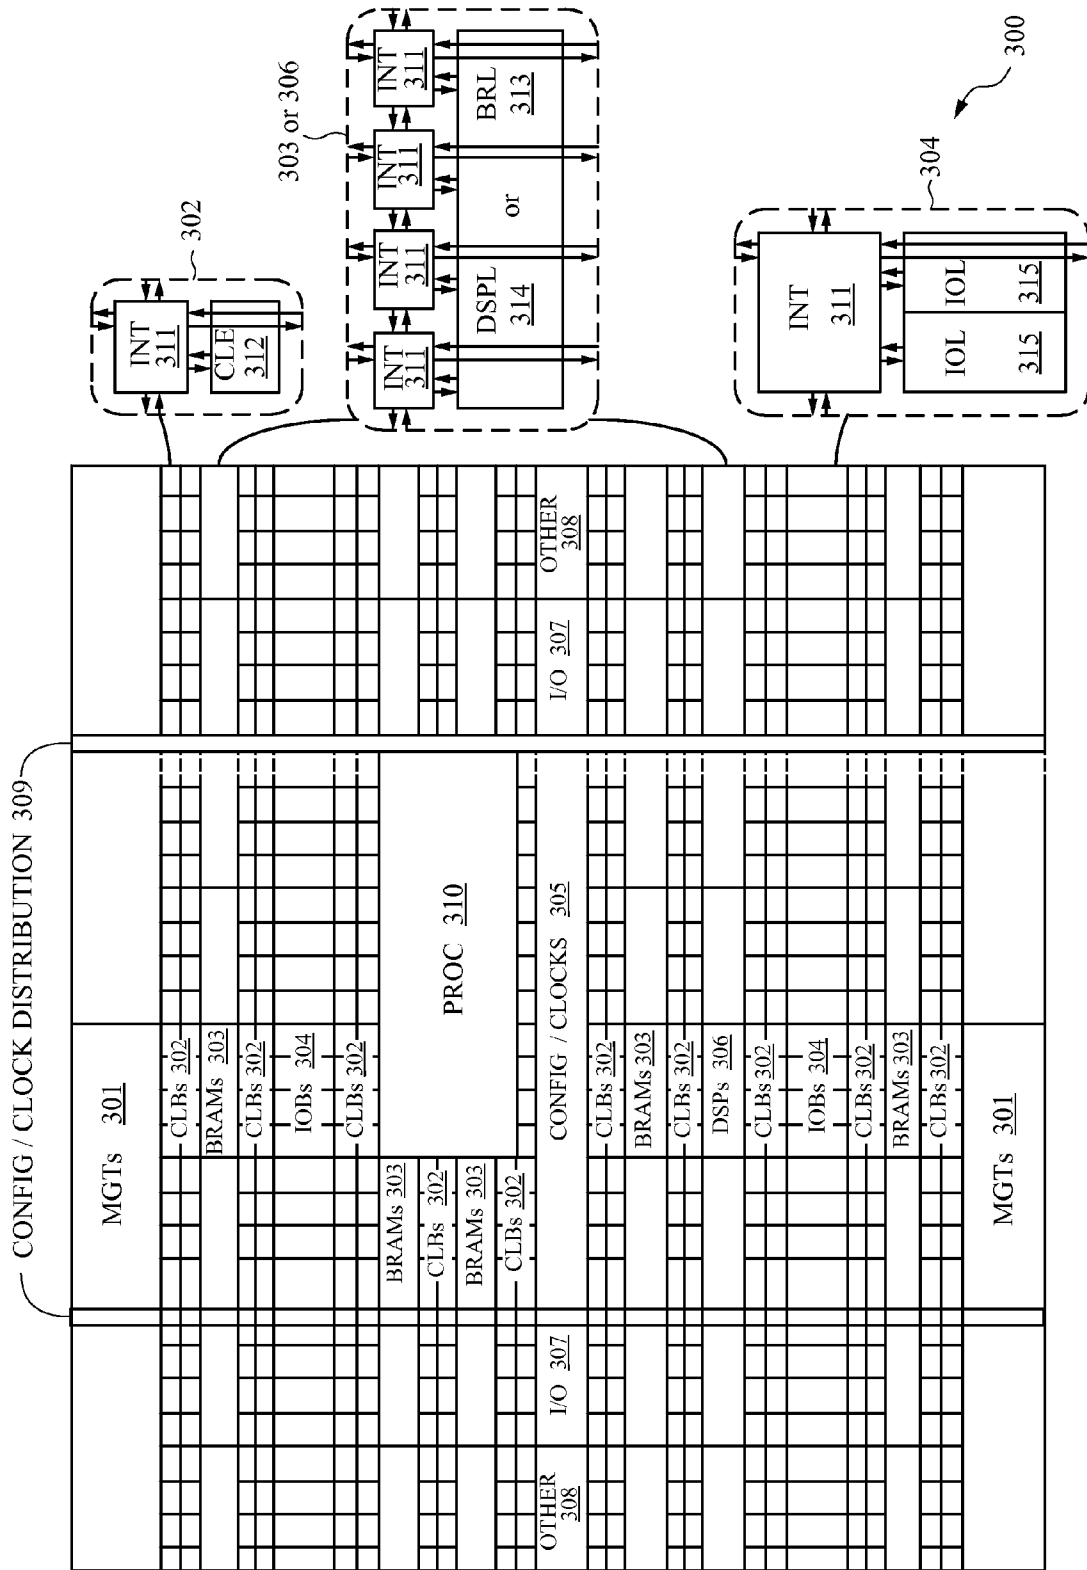 CONFIG / CLOCK DISTRIBUTION 309
MGTs 301
CLBs 302
BRAMs 303
CLBs 302
IOBs 304
CLBs 302
BRAMs 303
CLBs 302
BRAMs 303
CLBs 302
PROC 310
OTHER
308
I/O 307
CONFIG / CLOCKS 305
I/O 307
OTHER
308
CLBs 302
BRAMs 303
CLBs 302
DSPs 306
CLBs 302
IOBs 304
CLBs 302
BRAMs 303
CLBs 302
MGTs 301
302
INT
311
CLE
312
303 or 306
INT
311
INT
311
INT
311
INT
311
DSPL
314
or
BRL
313
304
INT
311
IOL
315
IOL
315
300